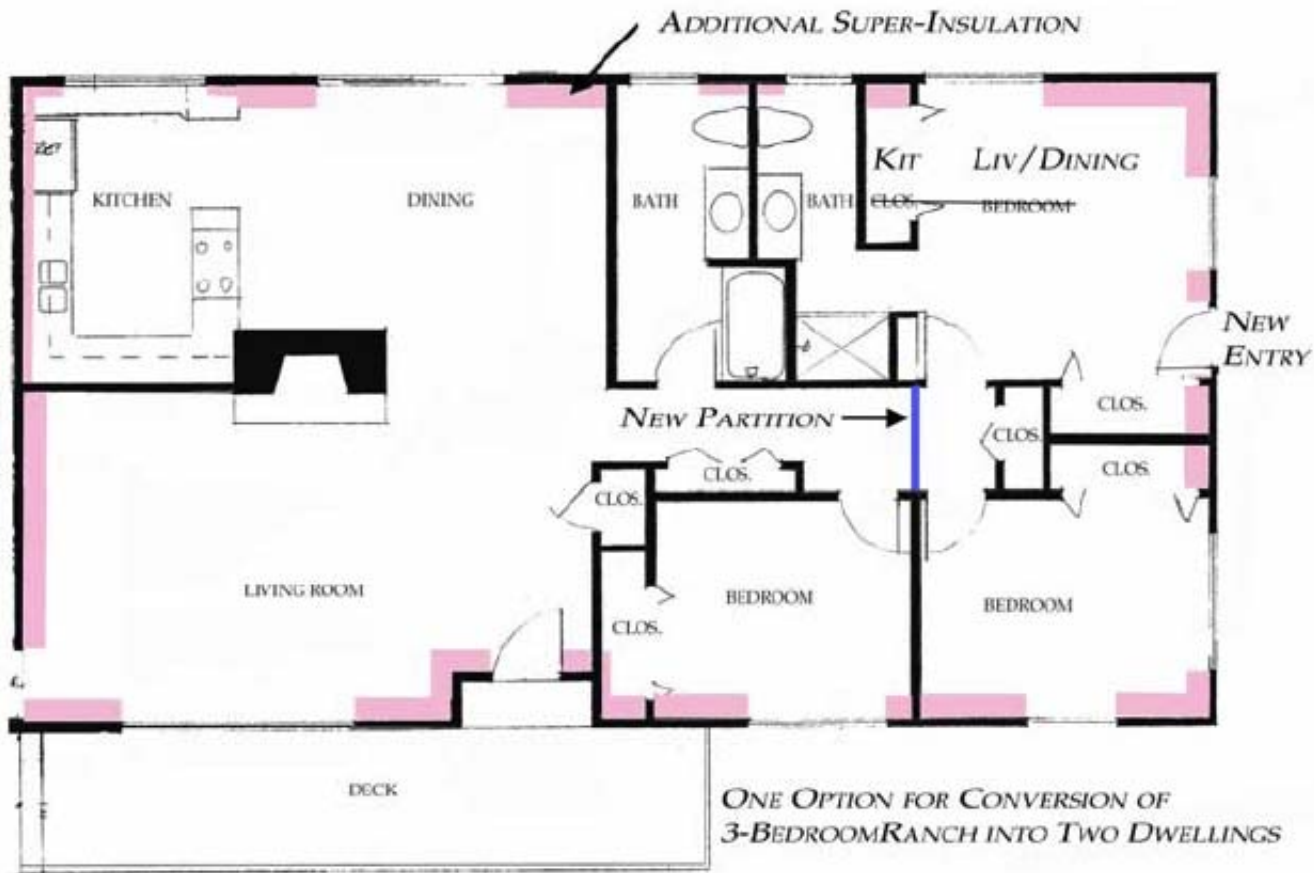 ADDITIONAL SUPER-INSULATION
KITCHEN
DINING
BATH
BATH
KIT
CLOS.
LIV/DINING
BEDROOM
NEW
ENTRY
NEW PARTITION
CLOS.
CLOS.
CLOS.
CLOS.
CLOS.
LIVING ROOM
CLOS.
BEDROOM
BEDROOM
DECK
ONE OPTION FOR CONVERSION OF
3-BEDROOMRANCH INTO TWO DWELLINGS